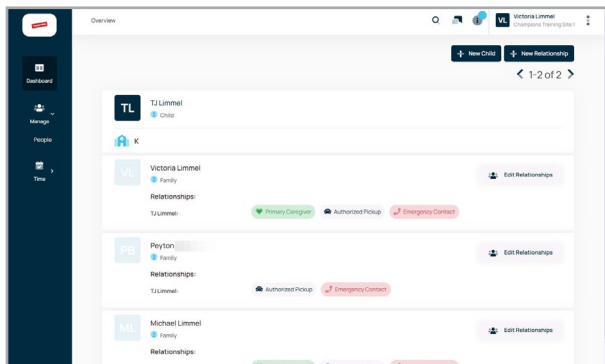 Overview
VL
Victoria Limmel
Champions Training Site 1
New Child
New Relationship
1-2 of 2
Dashboard
Manage
People
Time
TL
TJ Limmel
Child
K
VL
Victoria Limmel
Family
Relationships:
TJ Limmel:
Primary Caregiver
Authorized Pickup
Emergency Contact
Edit Relationships
PB
Peyton
Family
Relationships:
TJ Limmel:
Authorized Pickup
Emergency Contact
Edit Relationships
ML
Michael Limmel
Family
Relationships:
Edit Relationships